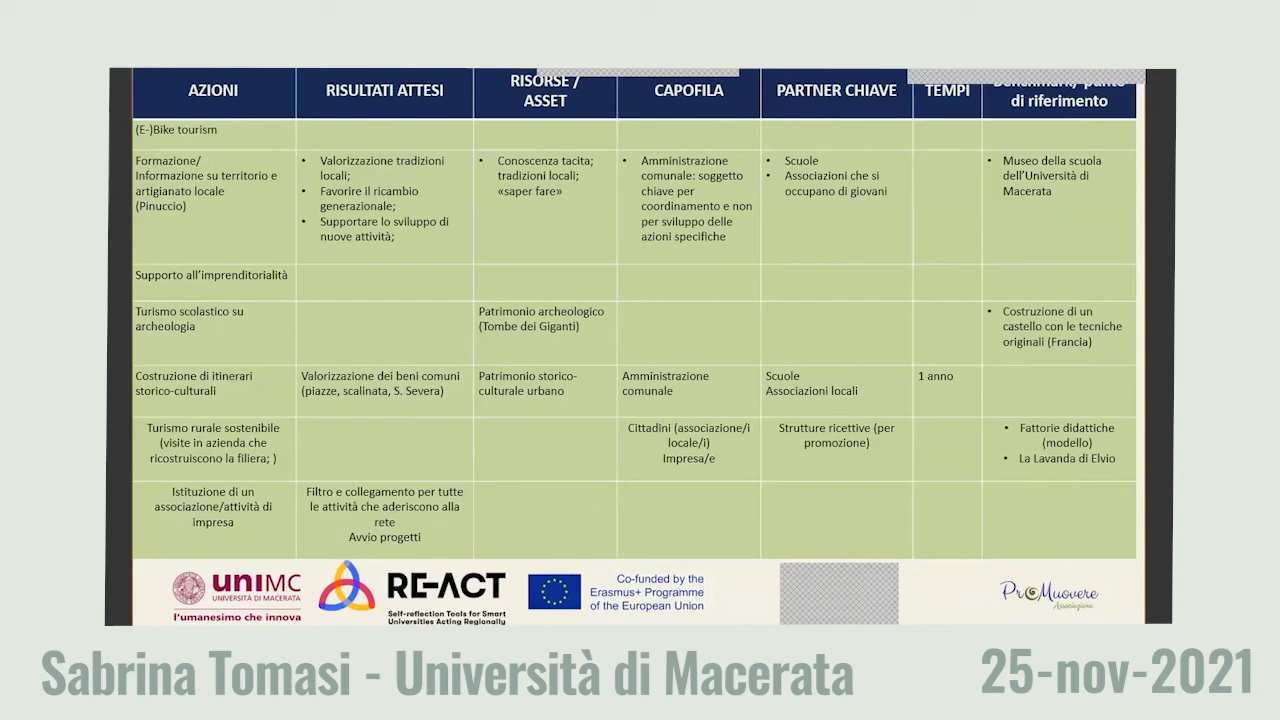 AZIONI
RISULTATI ATTESI
RISORSE /
ASSET
CAPOFILA
PARTNER CHIAVE
TEMPI
di riferimento
(E-)Bike tourism
Formazione/
Informazione su territorio e
artigianato locale
(Pinuccio)
• Valorizzazione tradizioni
locali;
• Favorire il ricambio
generazionale;
• Supportare lo sviluppo di
nuove attività;
• Conoscenza tacita;
tradizioni locali;
«saper fare»
• Amministrazione
comunale: soggetto
chiave per
coordinamento e non
per sviluppo delle
azioni specifiche
• Scuole
• Associazioni che si
occupano di giovani
• Museo della scuola
dell'Università di
Macerata
Supporto all'imprenditorialità
Turismo scolastico su
archeologia
Patrimonio archeologico
(Tombe dei Giganti)
• Costruzione di un
castello con le tecniche
originali (Francia)
Costruzione di itinerari
storico-culturali
Valorizzazione dei beni comuni
(piazze, scalinata, S. Severa)
Patrimonio storico-
culturale urbano
Amministrazione
comunale
Scuole
Associazioni locali
1 anno
Turismo rurale sostenibile
(visite in azienda che
ricostruiscono la filiera; )
Cittadini (associazione/i
locale/i)
Impresa/e
Strutture ricettive (per
promozione)
• Fattorie didattiche
(modello)
• La Lavanda di Elvio
Istituzione di un
associazione/attività di
impresa
Filtro e collegamento per tutte
le attività che aderiscono alla
rete
Avvio progetti
UNIMC
UNIVERSITÀ DI MACERATA
l'umanesimo che innova
RE-ACT
Self-reflection Tools for Smart
Universities Acting Regionally
Co-funded by the
Erasmus+ Programme
of the European Union
PrOMuovere
Associazione
Sabrina Tomasi - Università di Macerata
25-nov-2021